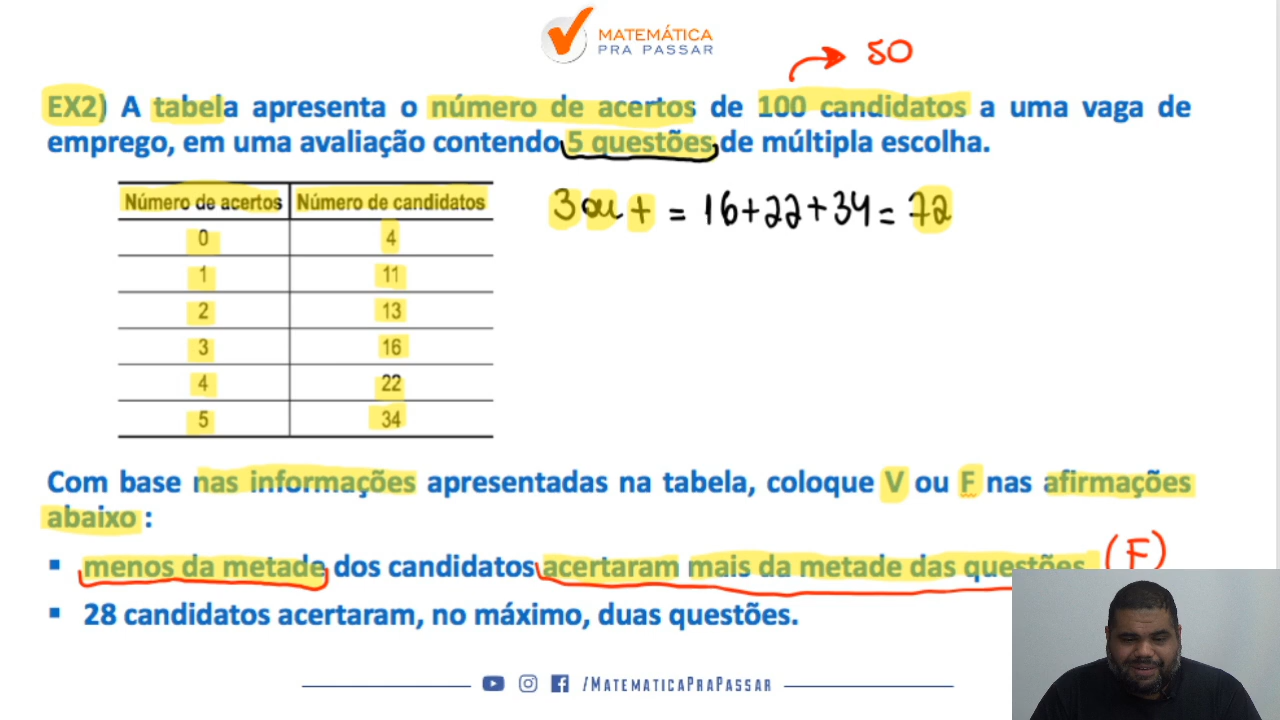 MATEMÁTICA
PRA PASSAR
50
EX2) A tabela apresenta o número de acertos de 100 candidatos a uma vaga de
emprego, em uma avaliação contendo 5 questões de múltipla escolha.
Número de acertos Número de candidatos
0 4
1 11
2 13
3 16
4 22
5 34
3 ou + = 16+22+34 = 72
Com base nas informações apresentadas na tabela, coloque V ou F nas afirmações
abaixo :
▪ menos da metade dos candidatos acertaram mais da metade das questões (F)
▪ 28 candidatos acertaram, no máximo, duas questões.
/MATEMATICAPRAPASSAR